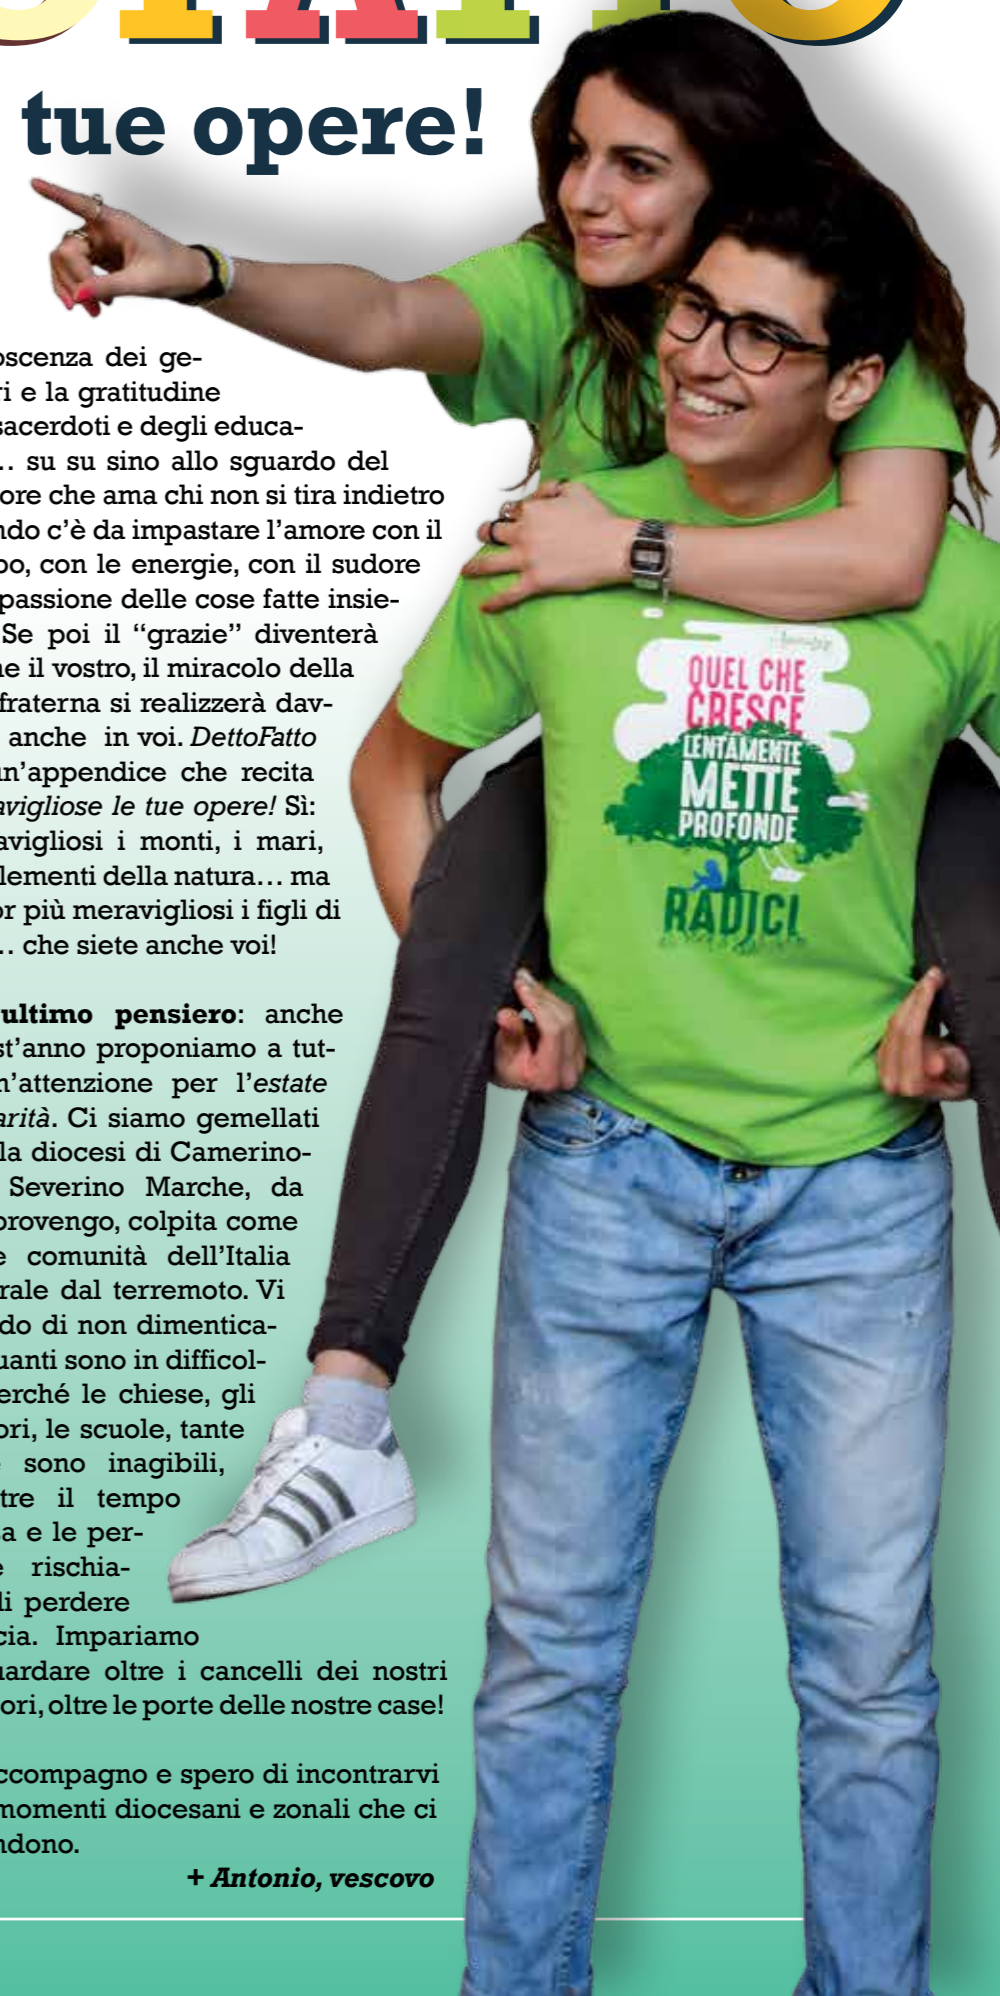 tue opere!
oscenza dei ge-
ri e la gratitudine
sacerdoti e degli educa-
… su su sino allo sguardo del
ore che ama chi non si tira indietro
ndo c’è da impastare l’amore con il
po, con le energie, con il sudore
passione delle cose fatte insie-
Se poi il “grazie” diventerà
ne il vostro, il miracolo della
fraterna si realizzerà dav-
anche in voi. DettoFatto
un’appendice che recita
avigliose le tue opere! Sì:
avigliosi i monti, i mari,
lementi della natura… ma
or più meravigliosi i figli di
… che siete anche voi!
ultimo pensiero: anche
st’anno proponiamo a tut-
n’attenzione per l’estate
arità. Ci siamo gemellati
la diocesi di Camerino-
Severino Marche, da
provengo, colpita come
e comunità dell’Italia
rale dal terremoto. Vi
do di non dimentica-
uanti sono in difficol-
erché le chiese, gli
ori, le scuole, tante
e sono inagibili,
tre il tempo
sa e le per-
e rischia-
di perdere
cia. Impariamo
uardare oltre i cancelli dei nostri
ori, oltre le porte delle nostre case!
ccompagno e spero di incontrarvi
momenti diocesani e zonali che ci
ndono.
+ Antonio, vescovo
QUEL CHE
CRESCE
LENTAMENTE
METTE
PROFONDE
RADICI